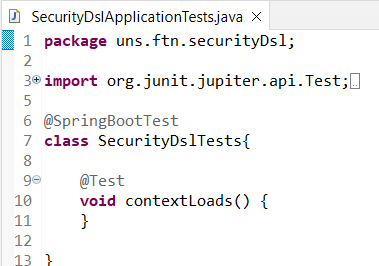 SecurityDslApplicationTests.java
1 package uns.ftn.securityDsl;
2
3 import org.junit.jupiter.api.Test;
5
6 @SpringBootTest
7 class SecurityDslTests{
8
9 @Test
10 void contextLoads() {
11 }
12
13 }